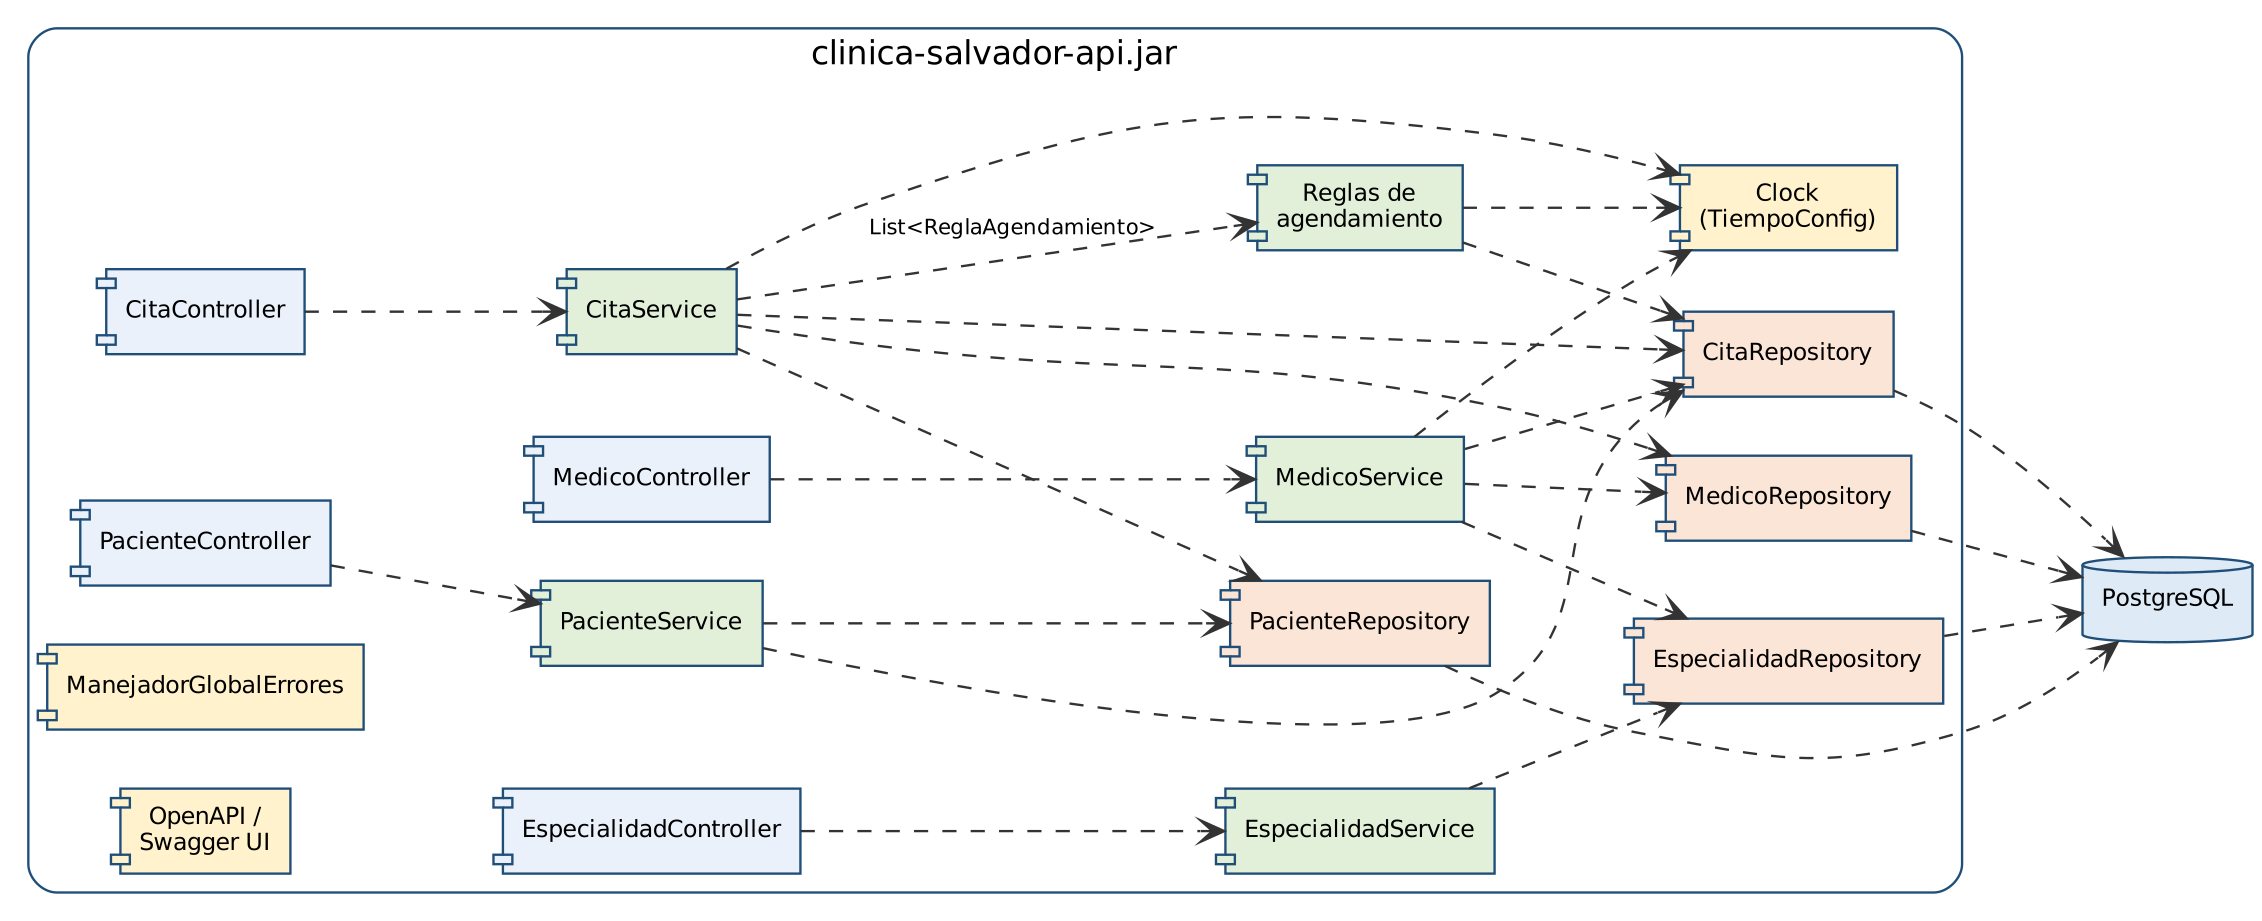 clinica-salvador-api.jar
Reglas de
agendamiento
Clock
(TiempoConfig)
List<ReglaAgendamiento>
CitaController
CitaService
CitaRepository
MedicoController
MedicoService
MedicoRepository
PacienteController
PacienteService
PacienteRepository
PostgreSQL
EspecialidadRepository
ManejadorGlobalErrores
OpenAPI /
Swagger UI
EspecialidadController
EspecialidadService